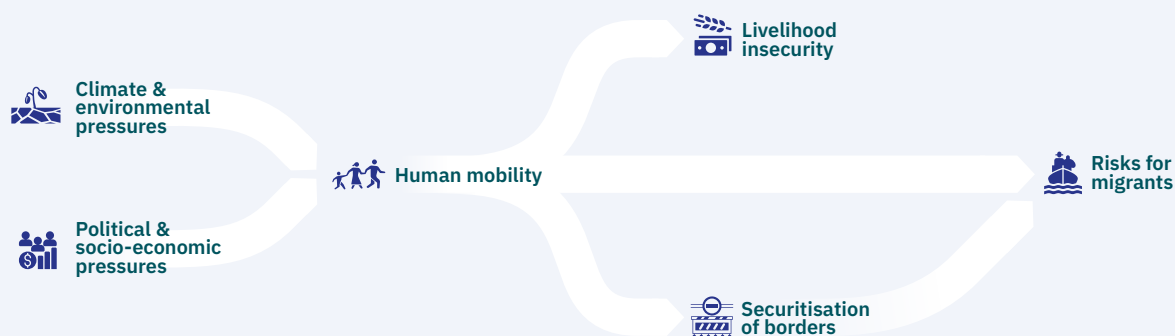 Livelihood
insecurity
Climate &
environmental
pressures
Human mobility
Risks for
migrants
Political &
socio-economic
pressures
$
Securitisation
of borders